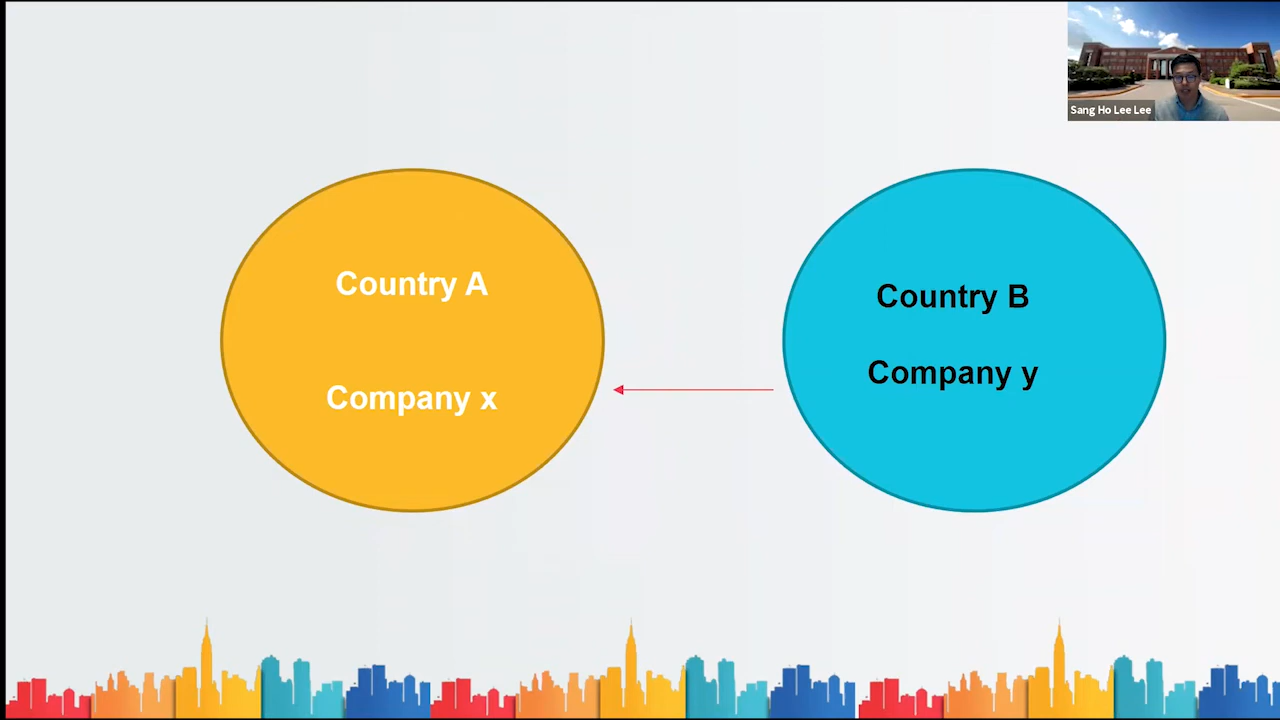 Sang Ho Lee Lee
Country A
Company x
Country B
Company y